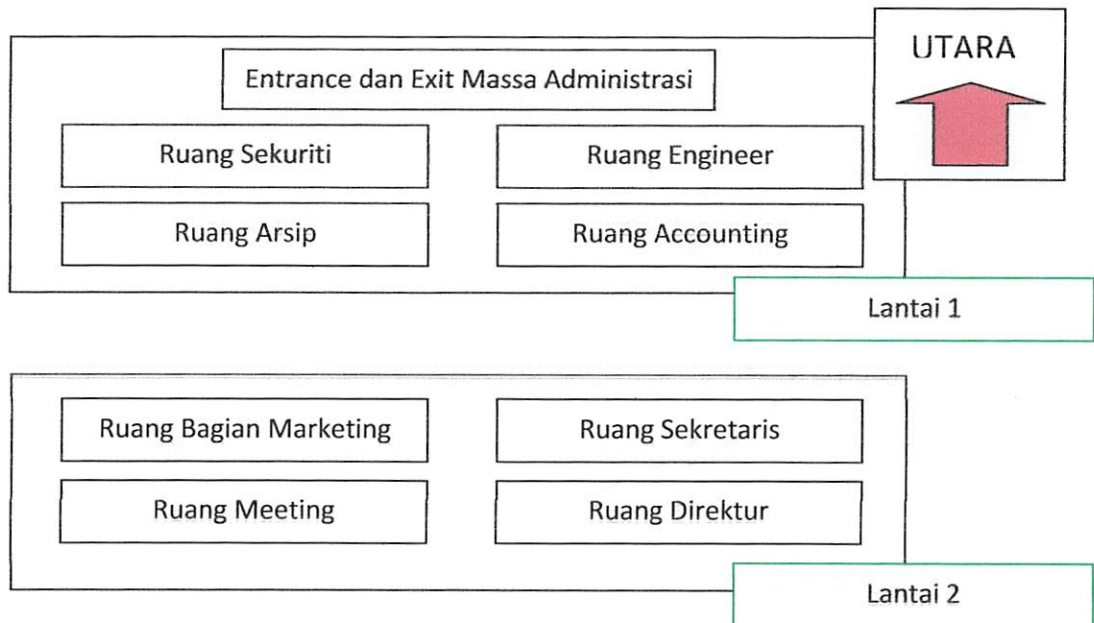 UTARA
Entrance dan Exit Massa Administrasi
Ruang Sekuriti
Ruang Engineer
Ruang Arsip
Ruang Accounting
Lantai 1
Ruang Bagian Marketing
Ruang Sekretaris
Ruang Meeting
Ruang Direktur
Lantai 2